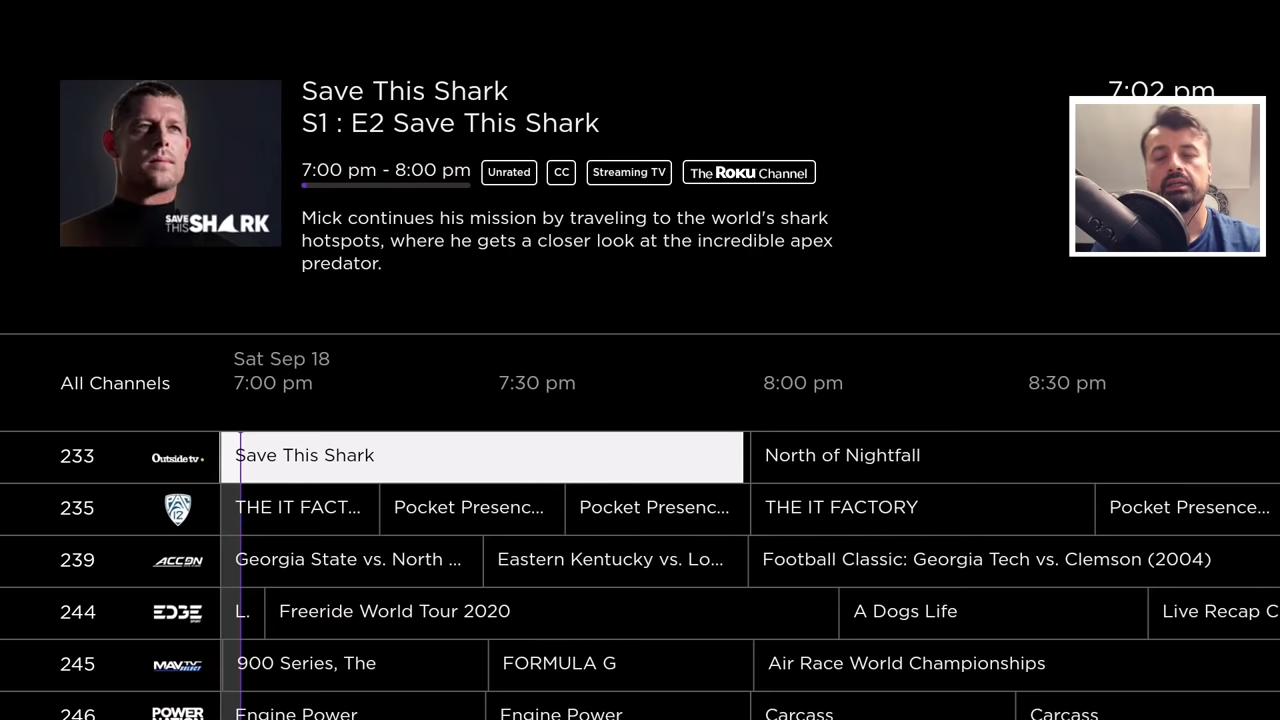 Save This Shark
S1 : E2 Save This Shark
7:02 pm
7:00 pm - 8:00 pm Unrated CC Streaming TV The Roku Channel
SAVE THIS SHARK
Mick continues his mission by traveling to the world's shark
hotspots, where he gets a closer look at the incredible apex
predator.
Sat Sep 18
All Channels 7:00 pm 7:30 pm 8:00 pm 8:30 pm
233 Outside tv Save This Shark North of Nightfall
235 PAC 12 THE IT FACT... Pocket Presenc... Pocket Presenc... THE IT FACTORY Pocket Presence...
239 ACCDN Georgia State vs. North ... Eastern Kentucky vs. Lo... Football Classic: Georgia Tech vs. Clemson (2004)
244 EDGE SPORT L. Freeride World Tour 2020 A Dogs Life Live Recap C
245 MAVTV SELECT 900 Series, The FORMULA G Air Race World Championships
246 POWER NATION Engine Power Engine Power Carcass Carcass